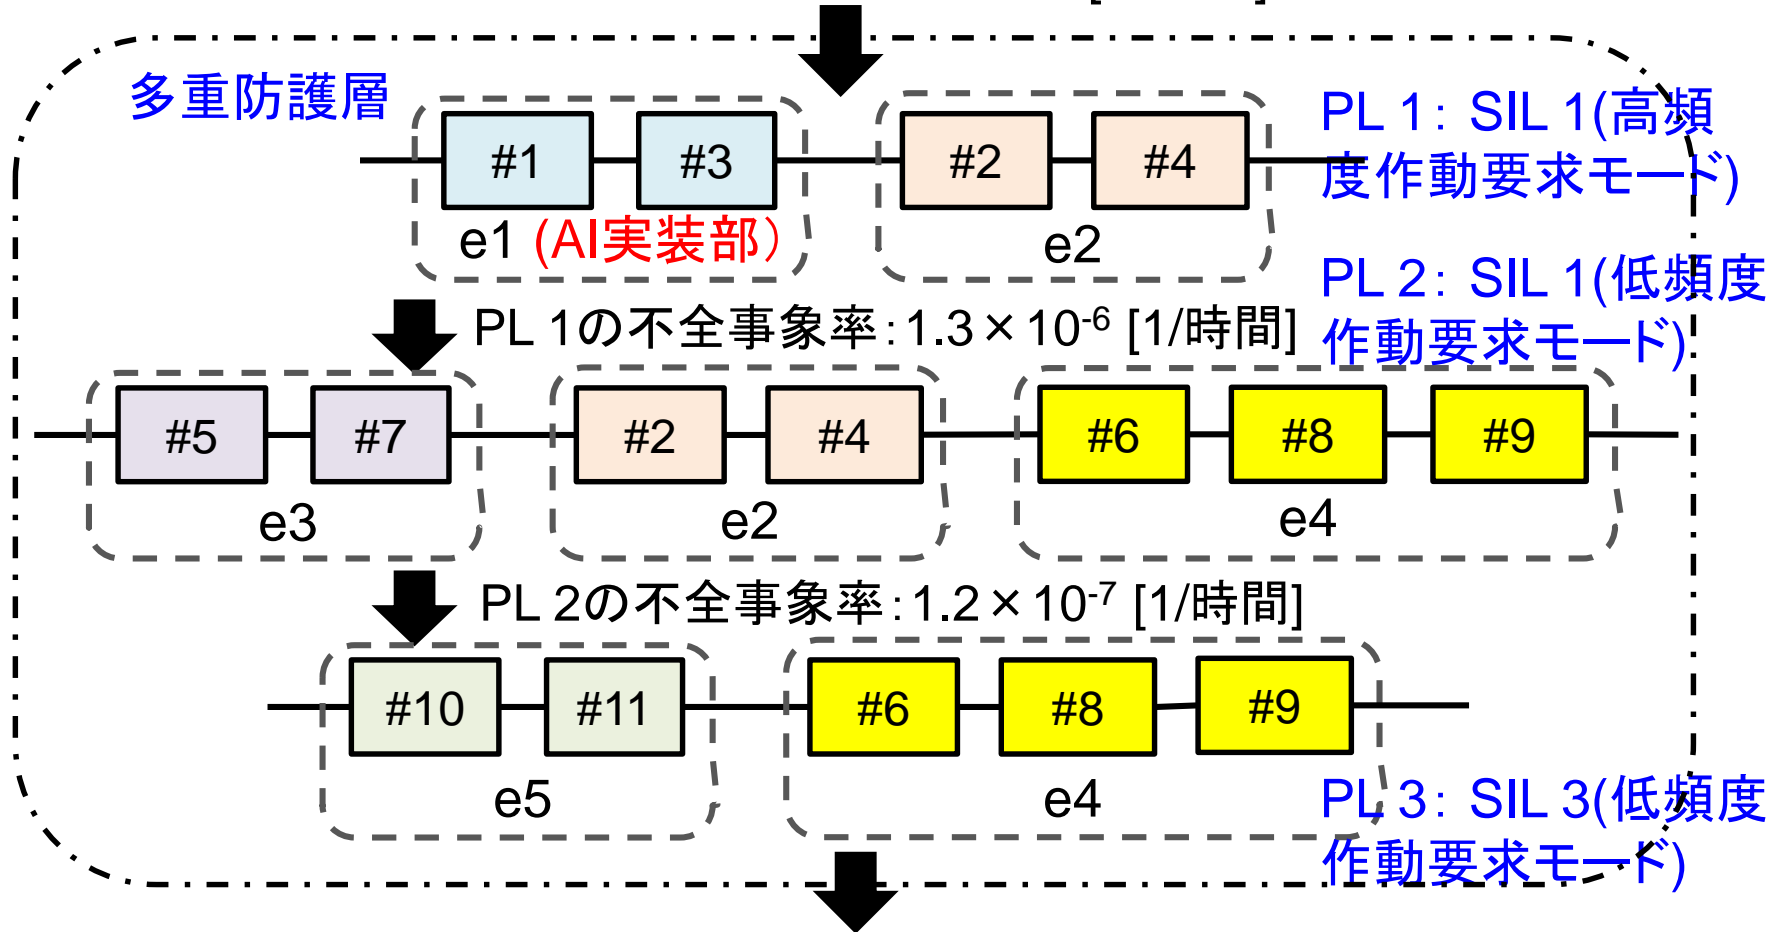 多重防護層
#1 #3 #2 #4
PL 1: SIL 1(高頻
度作動要求モード)
e1 (AI実装部)
e2
PL 2: SIL 1(低頻度
作動要求モード)
PL 1の不全事象率:1.3×10⁻⁶ [1/時間]
#5 #7 #2 #4 #6 #8 #9
e3 e2 e4
PL 2の不全事象率:1.2×10⁻⁷ [1/時間]
#10 #11 #6 #8 #9
e5 e4
PL 3: SIL 3(低頻度
作動要求モード)